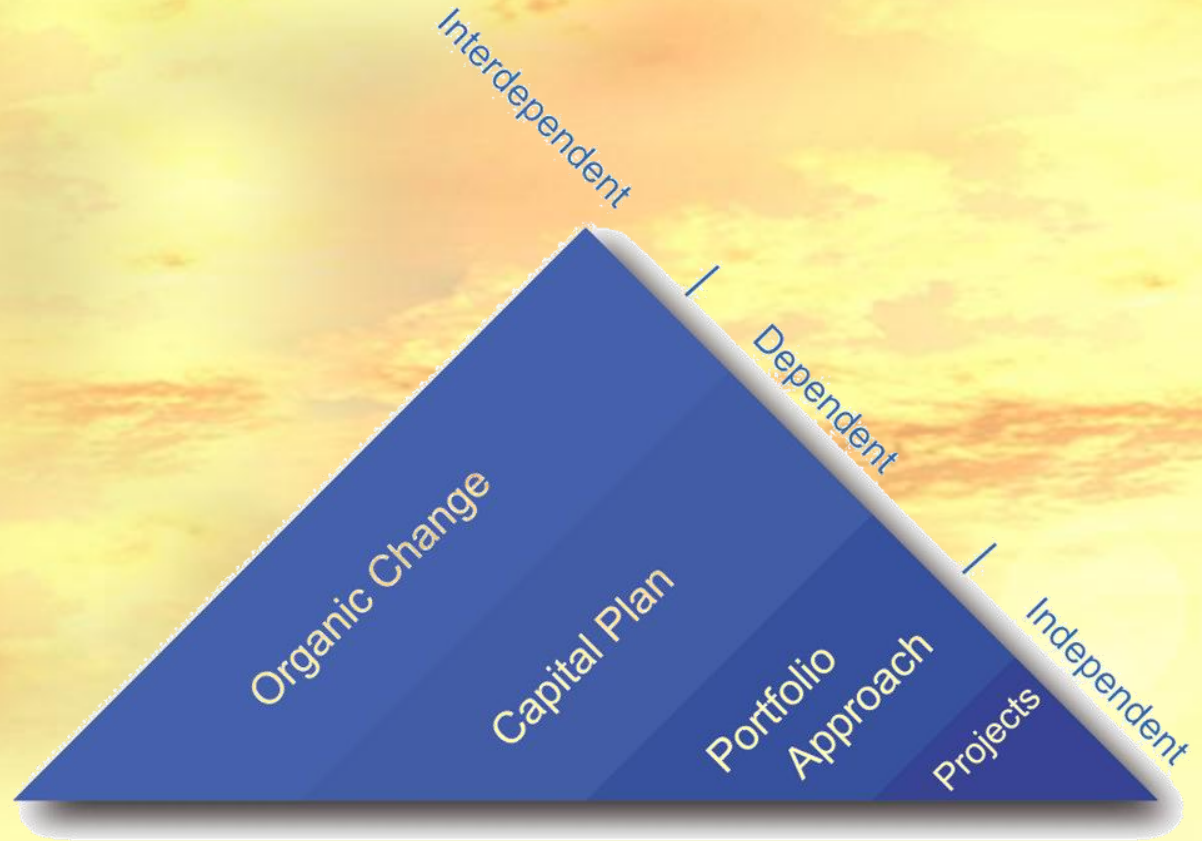 Interdependent
Dependent
Independent
Organic Change
Capital Plan
Portfolio
Approach
Projects